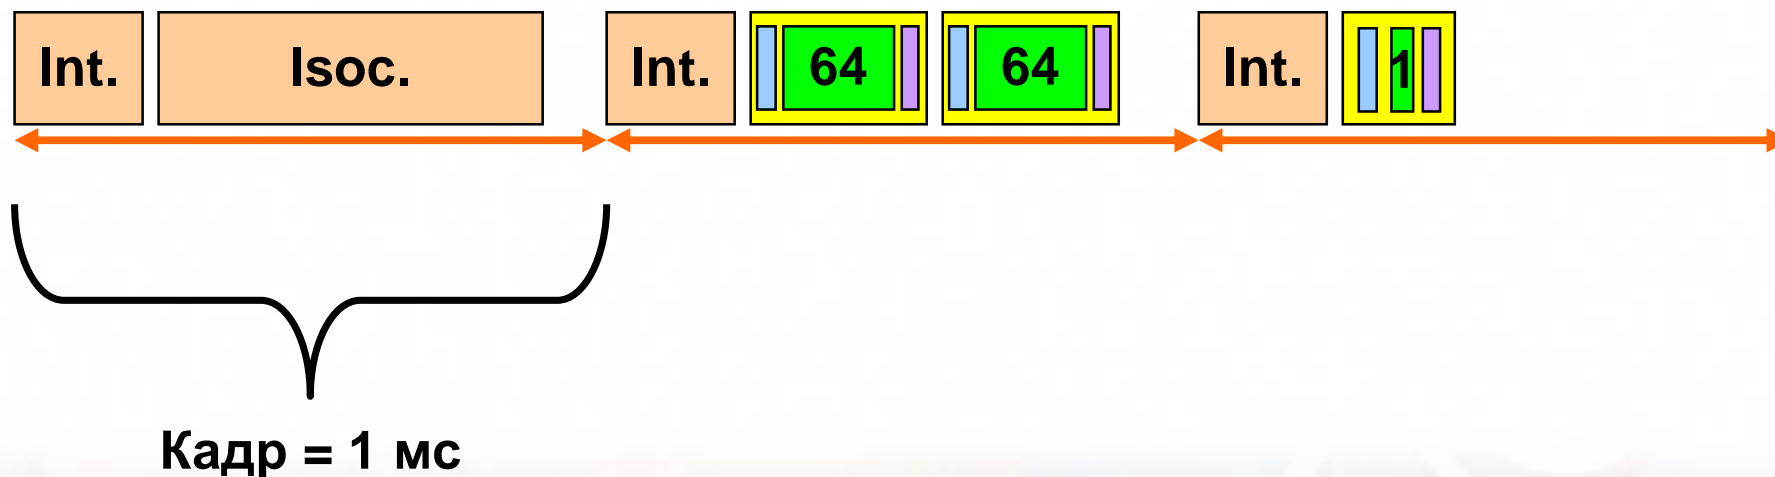 Int. Isoc. Int. 64 64 Int. 1
Кадр = 1 мс